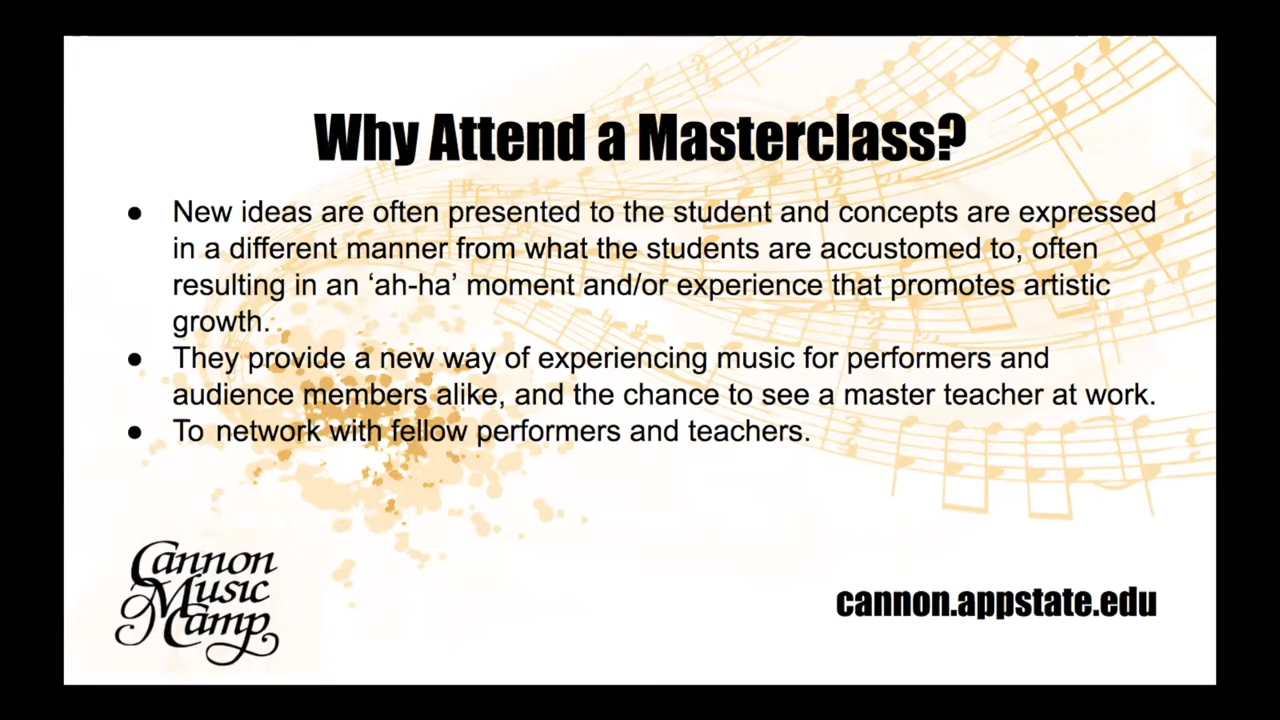 Why Attend a Masterclass?
● New ideas are often presented to the student and concepts are expressed
in a different manner from what the students are accustomed to, often
resulting in an ‘ah-ha’ moment and/or experience that promotes artistic
growth.
● They provide a new way of experiencing music for performers and
audience members alike, and the chance to see a master teacher at work.
● To network with fellow performers and teachers.
Cannon
Music
Camp
cannon.appstate.edu